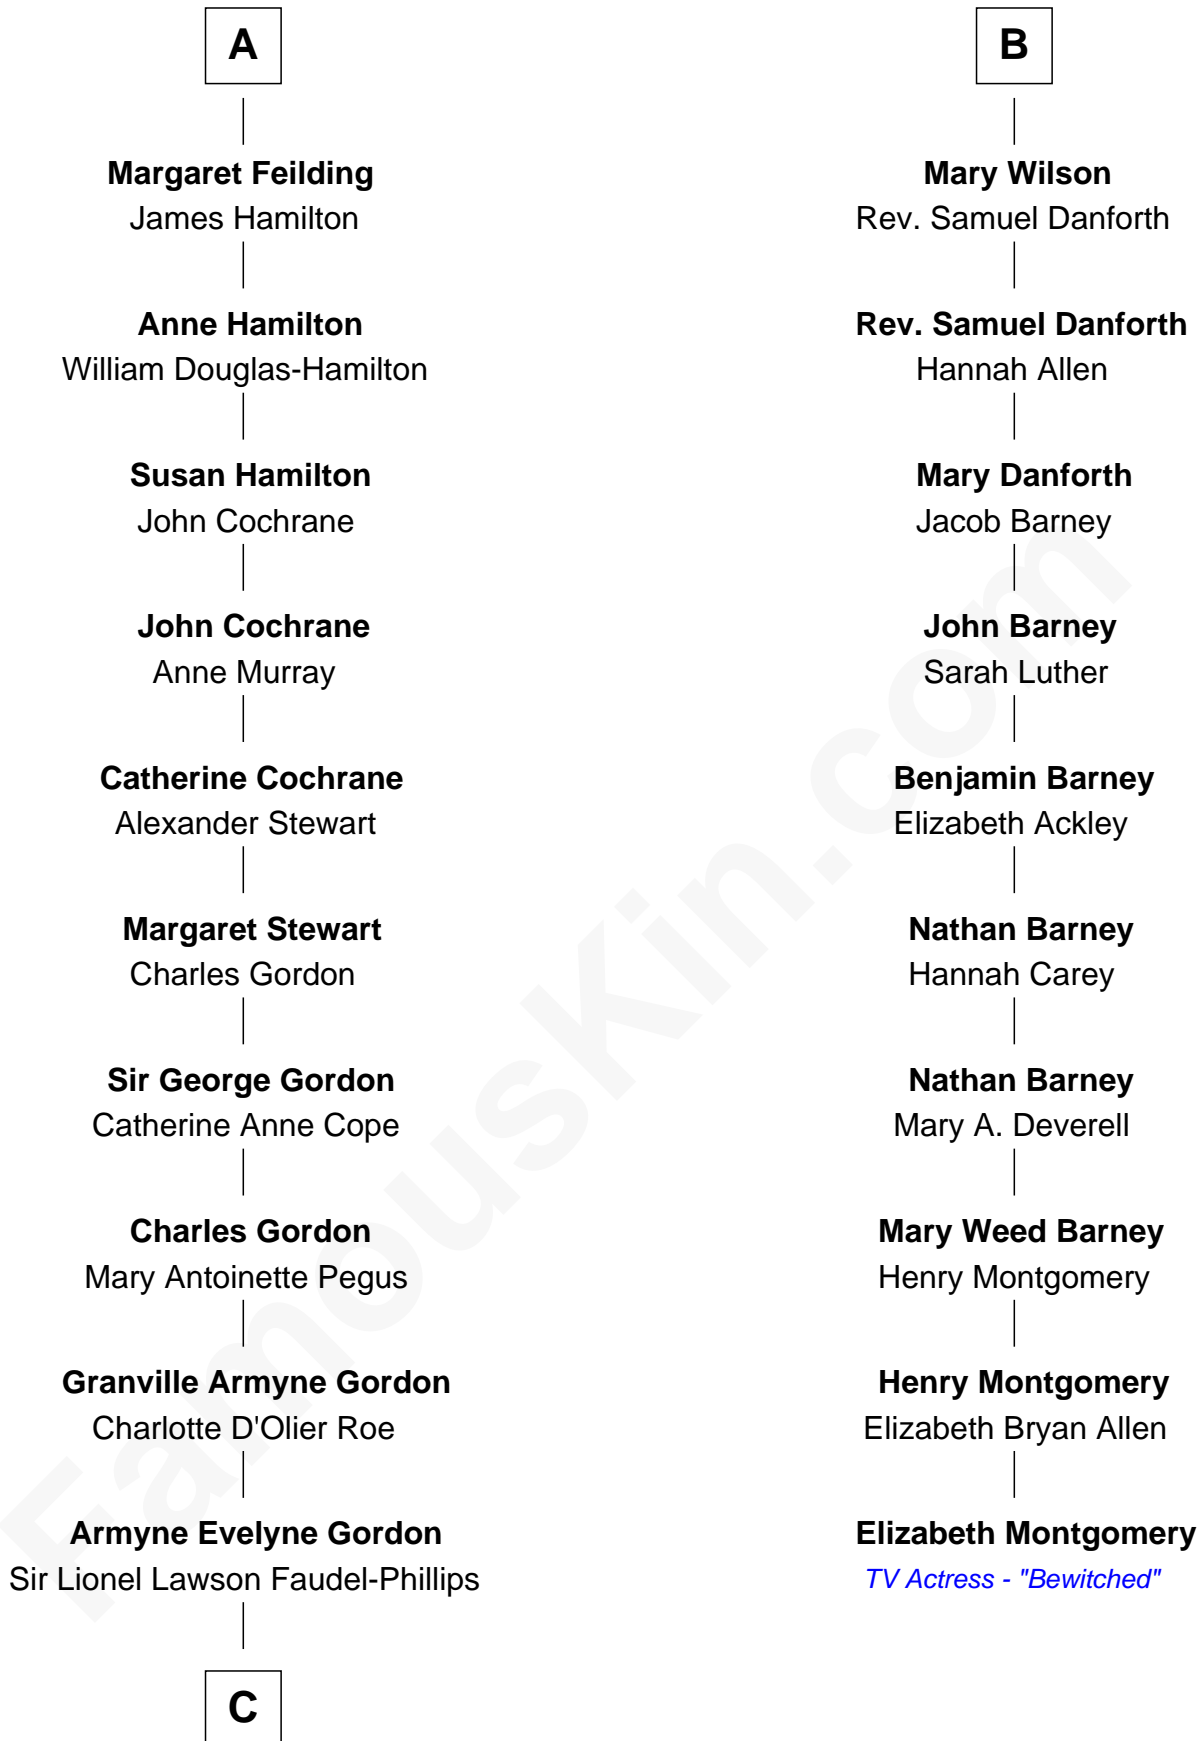 A
Margaret Feilding
James Hamilton
Anne Hamilton
William Douglas-Hamilton
Susan Hamilton
John Cochrane
John Cochrane
Anne Murray
Catherine Cochrane
Alexander Stewart
Margaret Stewart
Charles Gordon
Sir George Gordon
Catherine Anne Cope
Charles Gordon
Mary Antoinette Pegus
Granville Armyne Gordon
Charlotte D'Olier Roe
Armyne Evelyne Gordon
Sir Lionel Lawson Faudel-Phillips
C
B
Mary Wilson
Rev. Samuel Danforth
Rev. Samuel Danforth
Hannah Allen
Mary Danforth
Jacob Barney
John Barney
Sarah Luther
Benjamin Barney
Elizabeth Ackley
Nathan Barney
Hannah Carey
Nathan Barney
Mary A. Deverell
Mary Weed Barney
Henry Montgomery
Henry Montgomery
Elizabeth Bryan Allen
Elizabeth Montgomery
TV Actress - "Bewitched"
FamousKin.com